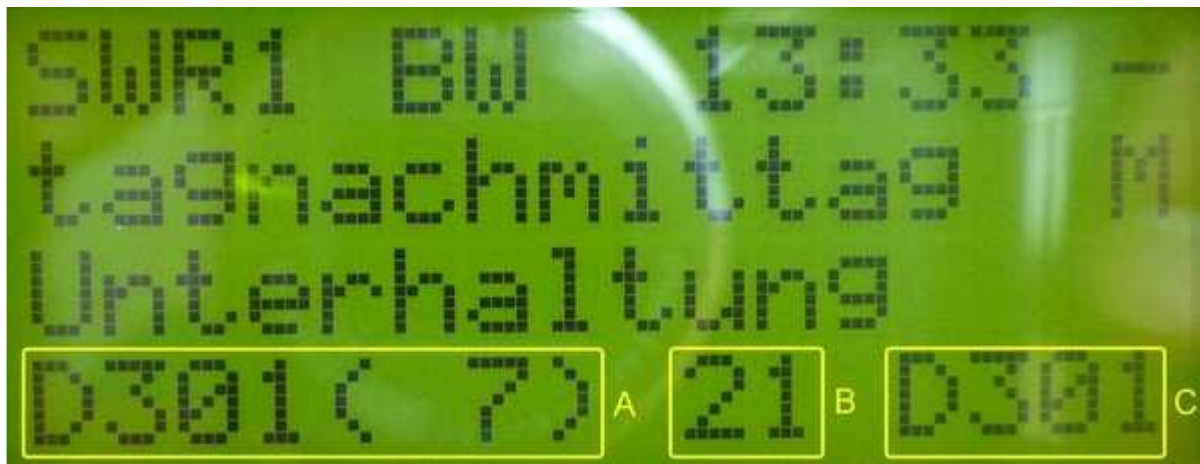 SWR1 BW 13:33 -
tagnachmittag M
Unterhaltung
D301( 7) A 21 B D301 C